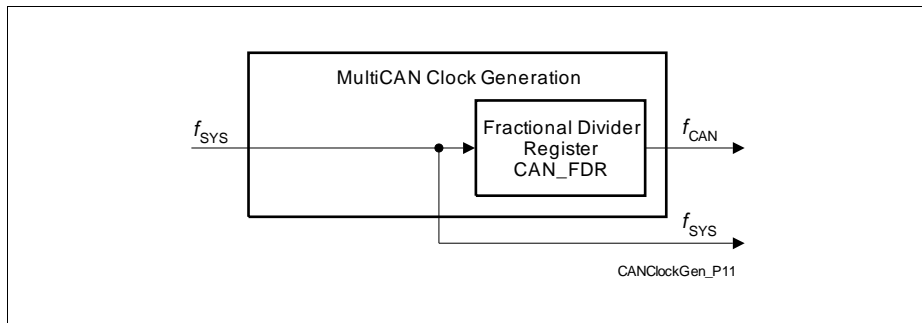 MultiCAN Clock Generation
fSYS
Fractional Divider
Register
CAN_FDR
fCAN
fSYS
CANClockGen_P11